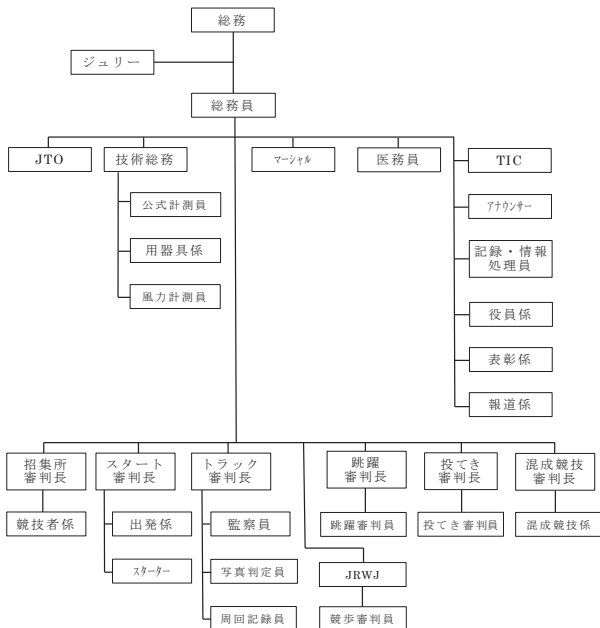 総務
ジュリー
総務員
JTO
技術総務
マーシャル
医務員
TIC
公式計測員
アナウンサー
用器具係
記録・情報
処理員
風力計測員
役員係
表彰係
報道係
招集所
審判長
スタート
審判長
トラック
審判長
跳躍
審判長
投てき
審判長
混成競技
審判長
競技者係
出発係
監察員
跳躍審判員
投てき審判員
混成競技係
スターター
写真判定員
JRWJ
周回記録員
競歩審判員